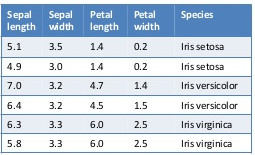 Sepal length Sepal width Petal length Petal width Species
5.1 3.5 1.4 0.2 Iris setosa
4.9 3.0 1.4 0.2 Iris setosa
7.0 3.2 4.7 1.4 Iris versicolor
6.4 3.2 4.5 1.5 Iris versicolor
6.3 3.3 6.0 2.5 Iris virginica
5.8 3.3 6.0 2.5 Iris virginica